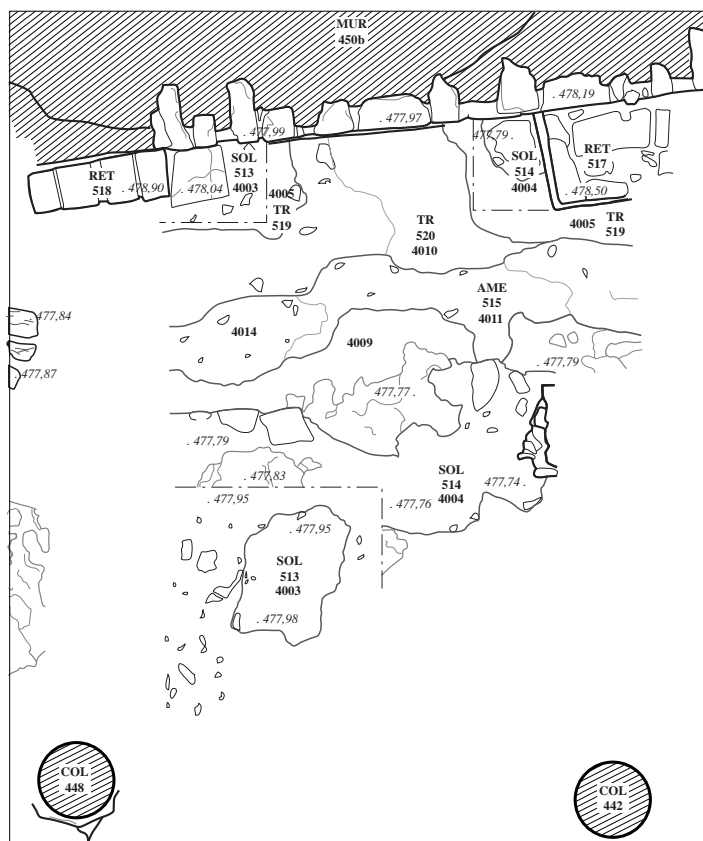 MUR
450b
. 478,19
. 477,97
. 477,99
477,79 .
SOL
513
4003
SOL
514
4004
RET
517
RET
518
. 478,90
. 478,04
4005
TR
519
. 478,50
TR
520
4010
4005
TR
519
AME
515
4011
. 477,84
4014
4009
. 477,79
. 477,87
477,77 .
. 477,79
. 477,83
SOL
514
4004
477,74 .
. 477,95
. 477,76
. 477,95
SOL
513
4003
. 477,98
COL
448
COL
442